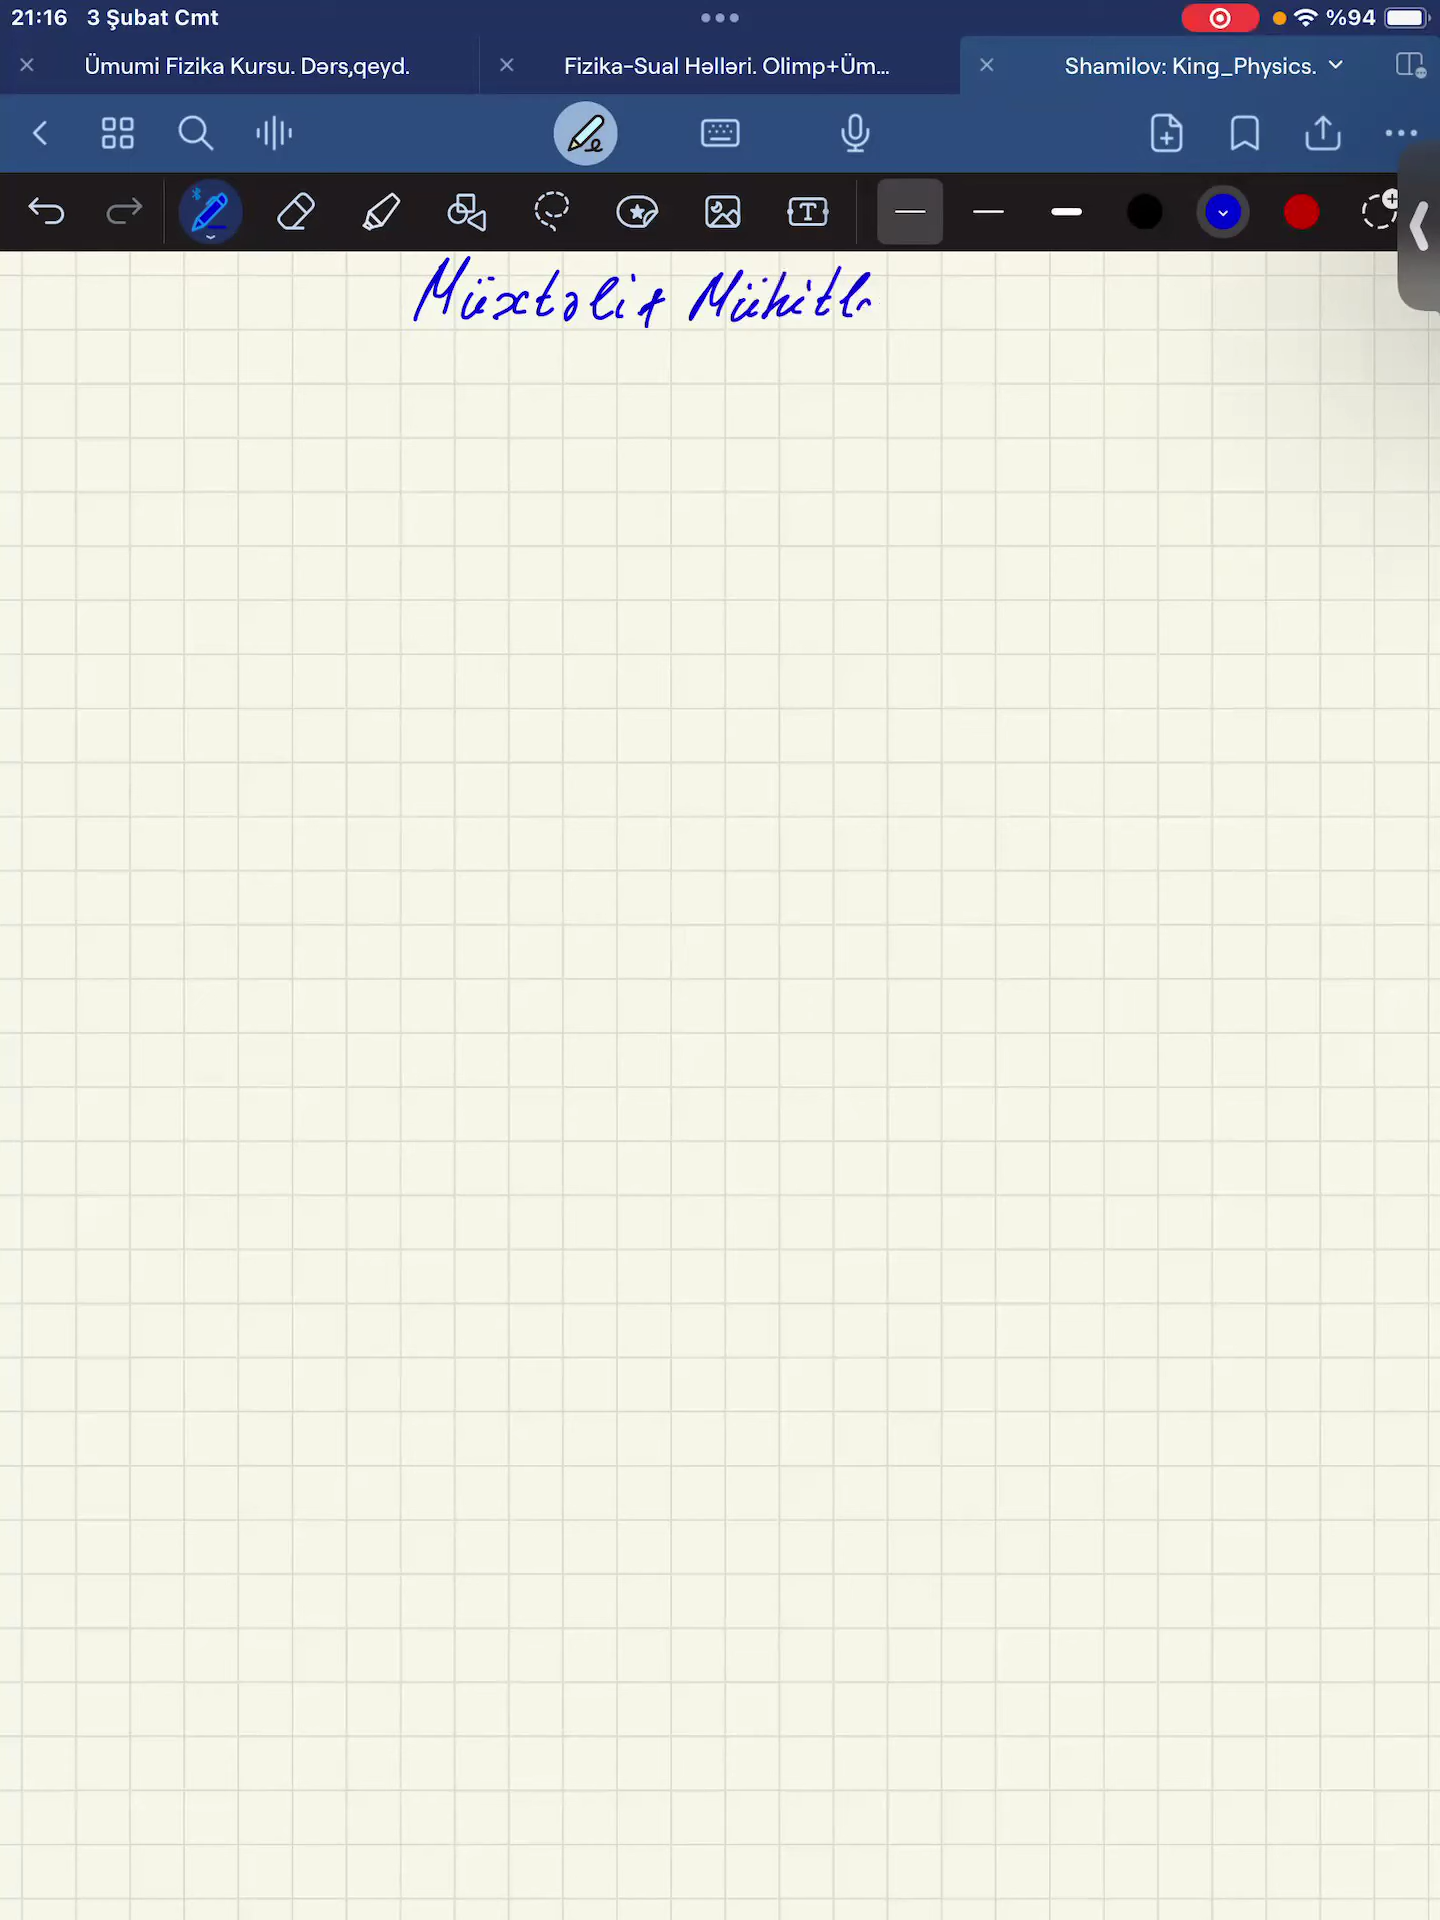 21:16 3 Şubat Cmt %94
Ümumi Fizika Kursu. Dərs,qeyd. Fizika-Sual Həlləri. Olimp+Üm... Shamilov: King_Physics.
Müxtəlif Mühitl